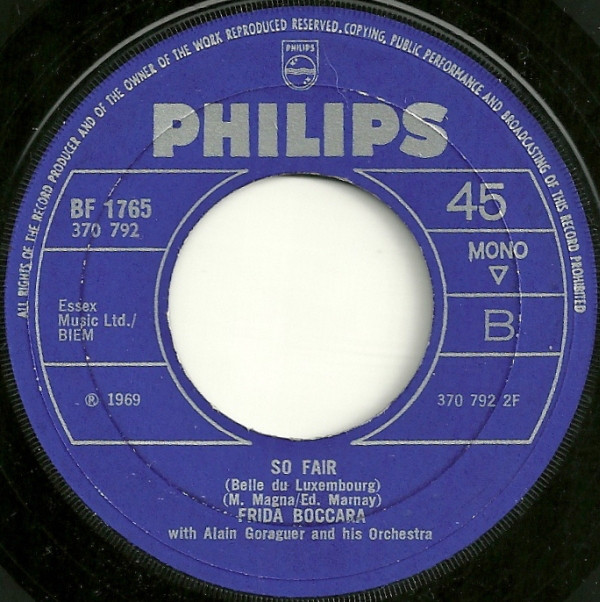 ALL RIGHTS OF THE RECORD PRODUCER AND OF THE OWNER OF THE WORK REPRODUCED RESERVED. COPYING, PUBLIC PERFORMANCE AND BROADCASTING OF THIS RECORD PROHIBITED
PHILIPS
PHILIPS
BF 1765
370 792
45
MONO
Essex
Music Ltd./
BIEM
B
℗ 1969
370 792 2F
SO FAIR
(Belle du Luxembourg)
(M. Magna/Ed. Marnay)
FRIDA BOCCARA
with Alain Goraguer and his Orchestra